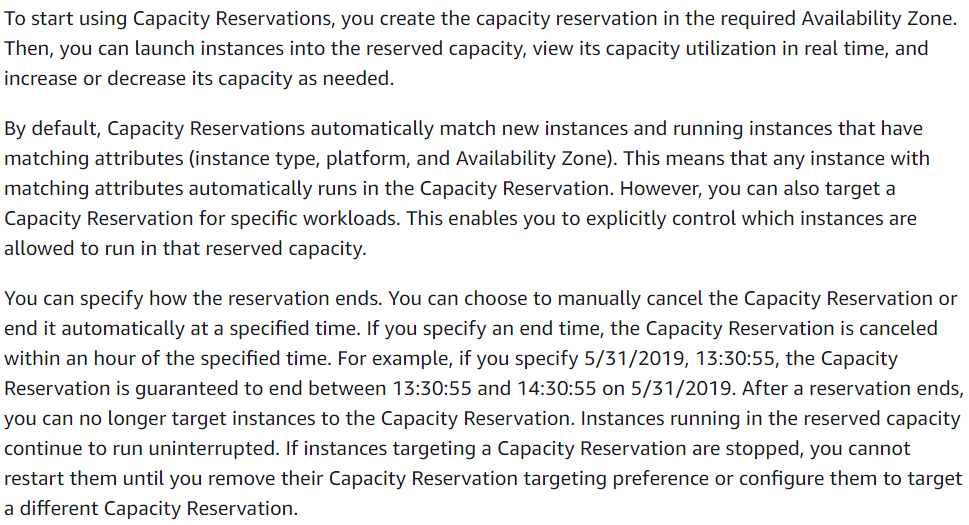 To start using Capacity Reservations, you create the capacity reservation in the required Availability Zone.
Then, you can launch instances into the reserved capacity, view its capacity utilization in real time, and
increase or decrease its capacity as needed.
By default, Capacity Reservations automatically match new instances and running instances that have
matching attributes (instance type, platform, and Availability Zone). This means that any instance with
matching attributes automatically runs in the Capacity Reservation. However, you can also target a
Capacity Reservation for specific workloads. This enables you to explicitly control which instances are
allowed to run in that reserved capacity.
You can specify how the reservation ends. You can choose to manually cancel the Capacity Reservation or
end it automatically at a specified time. If you specify an end time, the Capacity Reservation is canceled
within an hour of the specified time. For example, if you specify 5/31/2019, 13:30:55, the Capacity
Reservation is guaranteed to end between 13:30:55 and 14:30:55 on 5/31/2019. After a reservation ends,
you can no longer target instances to the Capacity Reservation. Instances running in the reserved capacity
continue to run uninterrupted. If instances targeting a Capacity Reservation are stopped, you cannot
restart them until you remove their Capacity Reservation targeting preference or configure them to target
a different Capacity Reservation.